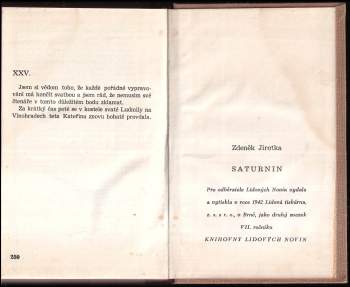 XXV.
Jsem si vědom toho, že každé pořádné vypravo-
vání má končit svatbou a jsem rád, že nemusím své
čtenáře v tomto důležitém bodu zklamat.
Za krátký čas poté se v kostele svaté Ludmily na
Vinohradech teta Kateřina znovu bohatě provdala.
259
Zdeněk Jirotka
SATURNIN
Pro odběratele Lidových Novin vydala
a vytiskla v roce 1942 Lidová tiskárna,
z. s. s r. o., v Brně, jako druhý svazek
VII. ročníku
KNIHOVNY LIDOVÝCH NOVIN